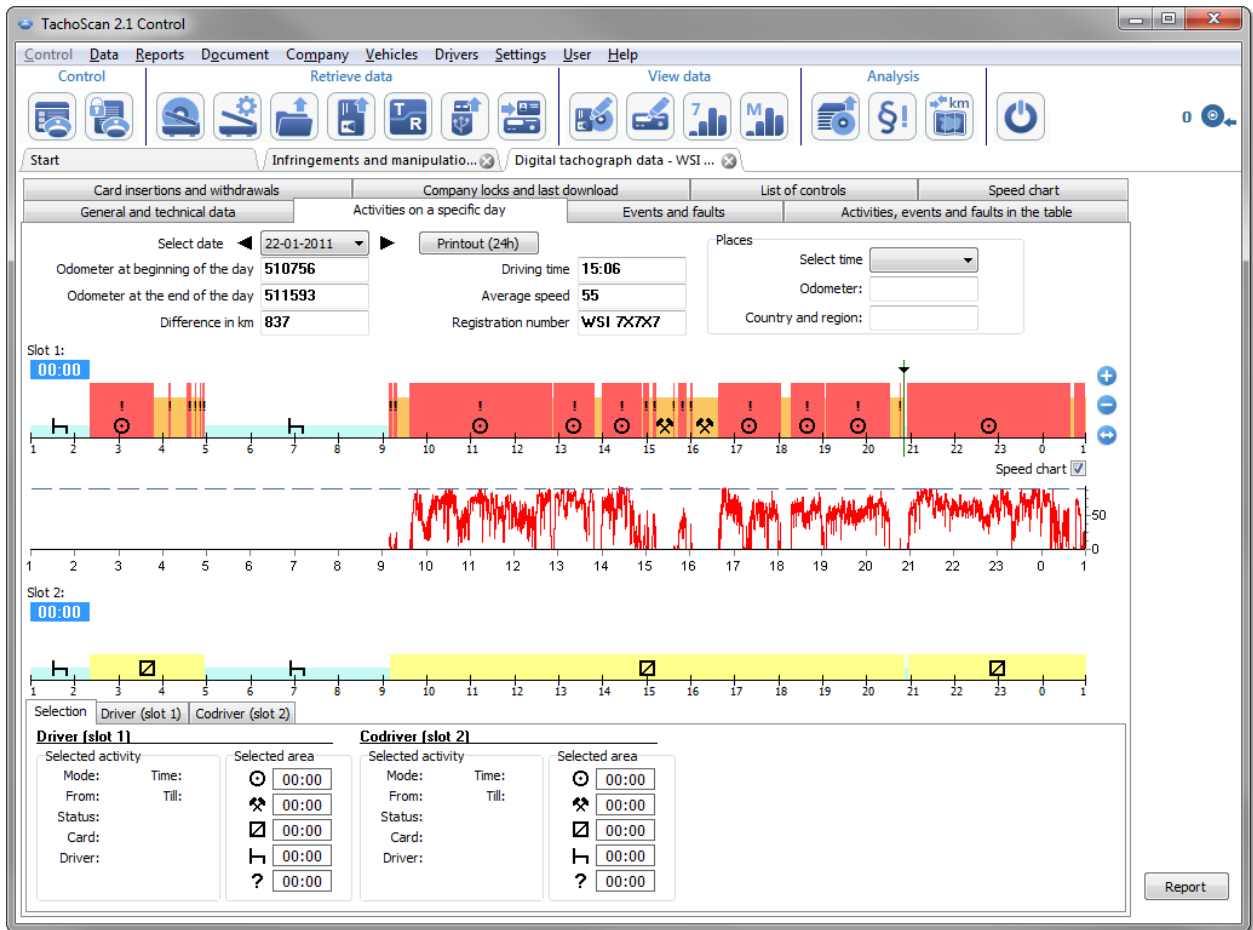 TachoScan 2.1 Control
Control Data Reports Document Company Vehicles Drivers Settings User Help
Control Retrieve data View data Analysis
T R 7 M §! km 0
Start Infringements and manipulatio... Digital tachograph data - WSI ...
Card insertions and withdrawals Company locks and last download List of controls Speed chart
General and technical data Activities on a specific day Events and faults Activities, events and faults in the table
Select date 22-01-2011 Printout (24h) Places
Select time
Odometer at beginning of the day 510756 Driving time 15:06
Odometer at the end of the day 511593 Average speed 55 Odometer:
Difference in km 837 Registration number WSI 7X7X7 Country and region:
Slot 1:
00:00
! ! ! ! ! ! !! ! ! ! ! ! ! ! ! ! ! ! !
1 2 3 4 5 6 7 8 9 10 11 12 13 14 15 16 17 18 19 20 21 22 23 0 1
Speed chart
50
0
1 2 3 4 5 6 7 8 9 10 11 12 13 14 15 16 17 18 19 20 21 22 23 0 1
Slot 2:
00:00
1 2 3 4 5 6 7 8 9 10 11 12 13 14 15 16 17 18 19 20 21 22 23 0 1
Selection Driver (slot 1) Codriver (slot 2)
Driver (slot 1) Codriver (slot 2)
Selected activity Selected area Selected activity Selected area
Mode: Time: 00:00 Mode: Time: 00:00
From: Till: 00:00 From: Till: 00:00
Status: 00:00 Status: 00:00
Card: 00:00 Card: 00:00
Driver: 00:00 Driver: 00:00
? ?
Report